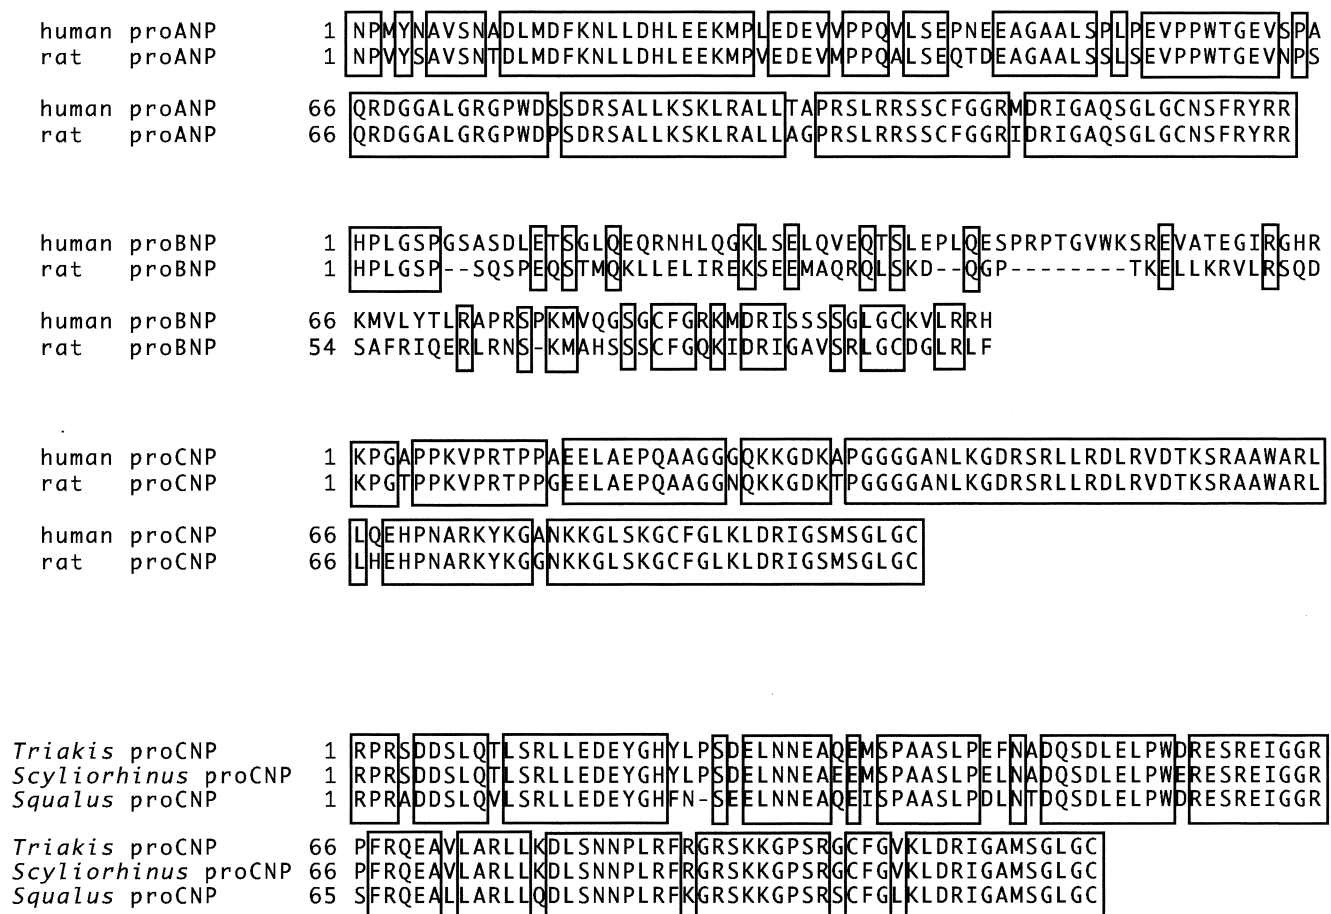 human proANP 1 NPMYNAVSNADLMDFKNLLDHLEEKMPLEDEVVPPQVLSEPNEEAGAALSPLPEVPPWTGEVSPA
rat proANP 1 NPVYSAVSNTDLMDFKNLLDHLEEKMPVEDEVMPPQALSEQTDEAGAALSSLSEVPPWTGEVNPS
human proANP 66 QRDGGALGRGPWDSSDRSALLKSKLRALLTAPRSLRRSSCFGGRMDRIGAQSGLGCNSFRYRR
rat proANP 66 QRDGGALGRGPWDPSDRSALLKSKLRALLAGPRSLRRSSCFGGRIDRIGAQSGLGCNSFRYRR
human proBNP 1 HPLGSPGSASDLETSGLQEQRNHLQGKLSELQVEQTSLEPLQESPRPTGVWKSREVATEGIRGHR
rat proBNP 1 HPLGSP--SQSPEQSTMQKLLELIREKSEEMAQRQLSKD--QGP--------TKELLKRVLRSQD
human proBNP 66 KMVLYTLRAPRSPKMVQGSGCFGRKMDRISSSSGLGCKVLRRH
rat proBNP 54 SAFRIQERLRNS-KMAHSSSCFGQKIDRIGAVSRLGCDGLRLF
human proCNP 1 KPGAPPKVPRTPPAEELAEPQAAGGGQKKGDKAPGGGGANLKGDRSRLLRDLRVDTKSRAAWARL
rat proCNP 1 KPGTPPKVPRTPPGEELAEPQAAGGNQKKGDKTPGGGGANLKGDRSRLLRDLRVDTKSRAAWARL
human proCNP 66 LQEHPNARKYKGANKKGLSKGCFGLKLDRIGSMSGLGC
rat proCNP 66 LHEHPNARKYKGGNKKGLSKGCFGLKLDRIGSMSGLGC
Triakis proCNP 1 RPRSDDSLQTLSRLLEDEYGHYLPSDELNNEAQEMSPAASLPEFNADQSDLELPWDRESREIGGR
Scyliorhinus proCNP 1 RPRSDDSLQTLSRLLEDEYGHYLPSDELNNEAEEMSPAASLPELNADQSDLELPWERESREIGGR
Squalus proCNP 1 RPRADDSLQVLSRLLEDEYGHFN-SEELNNEAQEISPAASLPDLNTDQSDLELPWDRESREIGGR
Triakis proCNP 66 PFRQEAVLARLLKDLSNNPLRFRGRSKKGPSRGCFGVKLDRIGAMSGLGC
Scyliorhinus proCNP 66 PFRQEAVLARLLKDLSNNPLRFRGRSKKGPSRGCFGVKLDRIGAMSGLGC
Squalus proCNP 65 SFRQEALLARLLQDLSNNPLRFKGRSKKGPSRSCFGLKLDRIGAMSGLGC